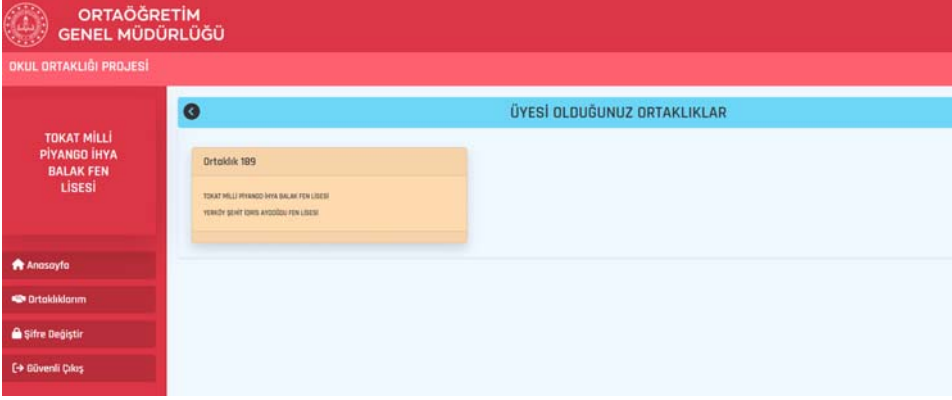 ORTAÖĞRETİM
GENEL MÜDÜRLÜĞÜ
OKUL ORTAKLIĞI PROJESİ
TOKAT MİLLİ
PİYANGO İHYA
BALAK FEN
LİSESİ
Anasayfa
Ortaklıklarım
Şifre Değiştir
Güvenli Çıkış
ÜYESİ OLDUĞUNUZ ORTAKLIKLAR
Ortaklık 189
TOKAT MİLLİ PİYANGO İHYA BALAK FEN LİSESİ
YERKÖY ŞEHİT İDRİS AYDOĞDU FEN LİSESİ